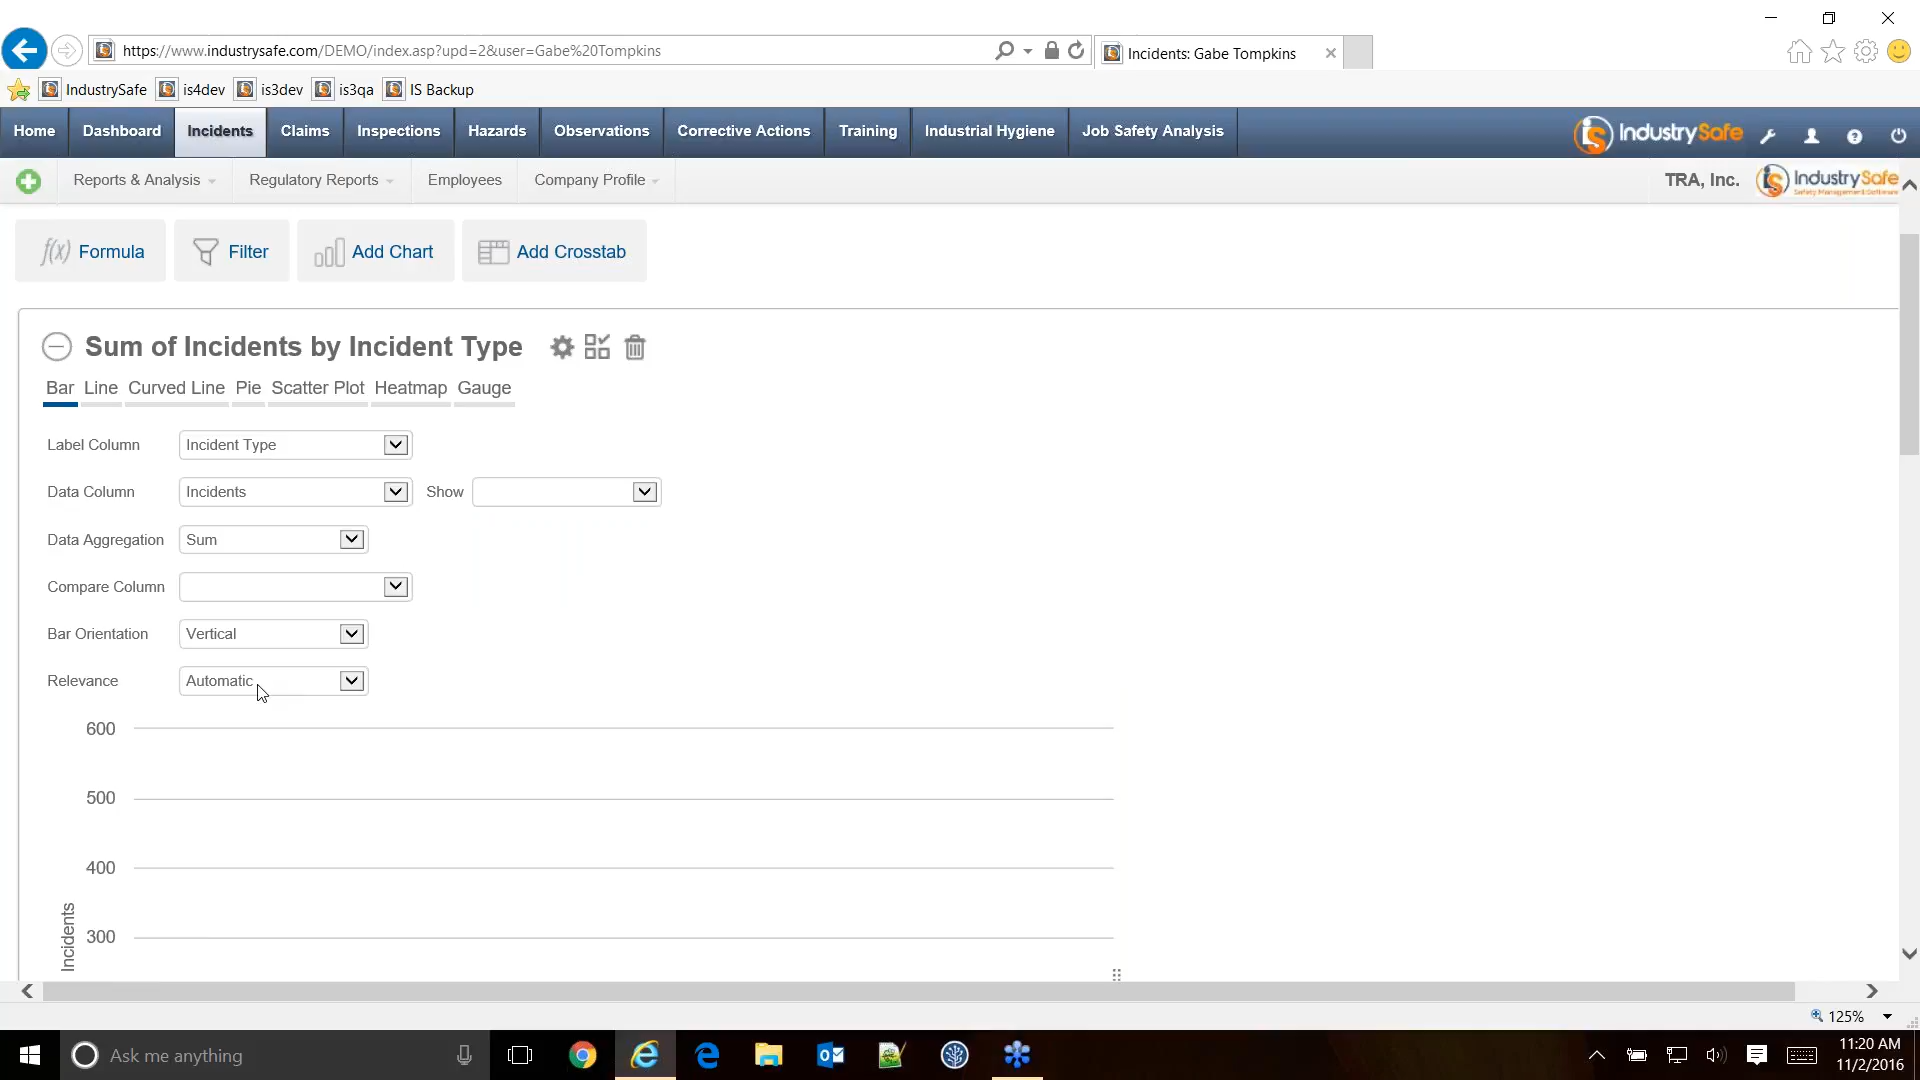 https://www.industrysafe.com/DEMO/index.asp?upd=2&user=Gabe%20Tompkins
Incidents: Gabe Tompkins
IndustrySafe is4dev is3dev is3qa IS Backup
Home Dashboard Incidents Claims Inspections Hazards Observations Corrective Actions Training Industrial Hygiene Job Safety Analysis IndustrySafe
Reports & Analysis Regulatory Reports Employees Company Profile TRA, Inc. IndustrySafe
Safety Management Software
f(x) Formula Filter Add Chart Add Crosstab
Sum of Incidents by Incident Type
Bar Line Curved Line Pie Scatter Plot Heatmap Gauge
Label Column Incident Type
Data Column Incidents Show
Data Aggregation Sum
Compare Column
Bar Orientation Vertical
Relevance Automatic
600
500
400
300
Incidents
125%
Ask me anything
11:20 AM
11/2/2016